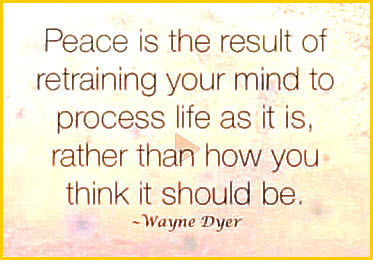 Peace is the result of
retraining your mind to
process life as it is,
rather than how you
think it should be.
~Wayne Dyer